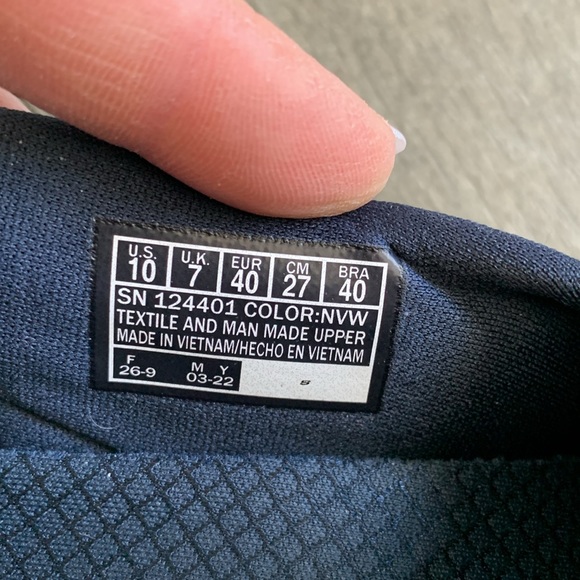 U.S. U.K. EUR CM BRA
10 7 40 27 40
SN 124401 COLOR:NVW
TEXTILE AND MAN MADE UPPER
MADE IN VIETNAM/HECHO EN VIETNAM
F M Y
26-9 03-22